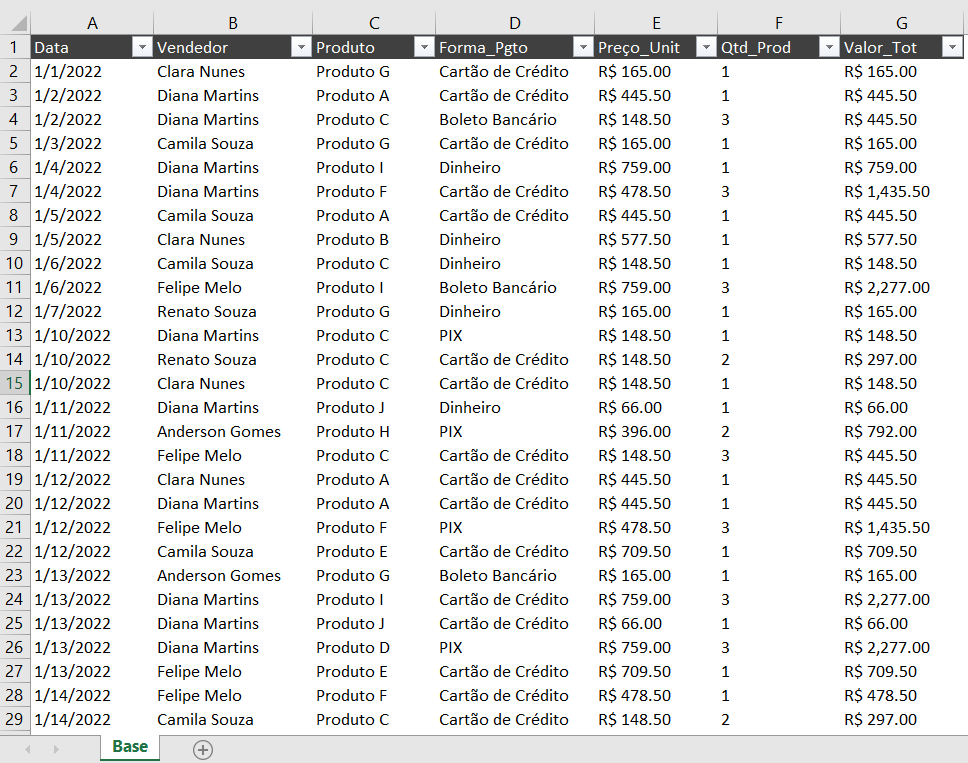 A B C D E F G
1 Data Vendedor Produto Forma_Pgto Preço_Unit Qtd_Prod Valor_Tot
2 1/1/2022 Clara Nunes Produto G Cartão de Crédito R$ 165.00 1 R$ 165.00
3 1/2/2022 Diana Martins Produto A Cartão de Crédito R$ 445.50 1 R$ 445.50
4 1/2/2022 Diana Martins Produto C Boleto Bancário R$ 148.50 3 R$ 445.50
5 1/3/2022 Camila Souza Produto G Cartão de Crédito R$ 165.00 1 R$ 165.00
6 1/4/2022 Diana Martins Produto I Dinheiro R$ 759.00 1 R$ 759.00
7 1/4/2022 Diana Martins Produto F Cartão de Crédito R$ 478.50 3 R$ 1,435.50
8 1/5/2022 Camila Souza Produto A Cartão de Crédito R$ 445.50 1 R$ 445.50
9 1/5/2022 Clara Nunes Produto B Dinheiro R$ 577.50 1 R$ 577.50
10 1/6/2022 Camila Souza Produto C Dinheiro R$ 148.50 1 R$ 148.50
11 1/6/2022 Felipe Melo Produto I Boleto Bancário R$ 759.00 3 R$ 2,277.00
12 1/7/2022 Renato Souza Produto G Dinheiro R$ 165.00 1 R$ 165.00
13 1/10/2022 Diana Martins Produto C PIX R$ 148.50 1 R$ 148.50
14 1/10/2022 Renato Souza Produto C Cartão de Crédito R$ 148.50 2 R$ 297.00
15 1/10/2022 Clara Nunes Produto C Cartão de Crédito R$ 148.50 1 R$ 148.50
16 1/11/2022 Diana Martins Produto J Dinheiro R$ 66.00 1 R$ 66.00
17 1/11/2022 Anderson Gomes Produto H PIX R$ 396.00 2 R$ 792.00
18 1/11/2022 Felipe Melo Produto C Cartão de Crédito R$ 148.50 3 R$ 445.50
19 1/12/2022 Clara Nunes Produto A Cartão de Crédito R$ 445.50 1 R$ 445.50
20 1/12/2022 Diana Martins Produto A Cartão de Crédito R$ 445.50 1 R$ 445.50
21 1/12/2022 Felipe Melo Produto F PIX R$ 478.50 3 R$ 1,435.50
22 1/12/2022 Camila Souza Produto E Cartão de Crédito R$ 709.50 1 R$ 709.50
23 1/13/2022 Anderson Gomes Produto G Boleto Bancário R$ 165.00 1 R$ 165.00
24 1/13/2022 Diana Martins Produto I Cartão de Crédito R$ 759.00 3 R$ 2,277.00
25 1/13/2022 Diana Martins Produto J Cartão de Crédito R$ 66.00 1 R$ 66.00
26 1/13/2022 Diana Martins Produto D PIX R$ 759.00 3 R$ 2,277.00
27 1/13/2022 Felipe Melo Produto E Cartão de Crédito R$ 709.50 1 R$ 709.50
28 1/14/2022 Felipe Melo Produto F Cartão de Crédito R$ 478.50 1 R$ 478.50
29 1/14/2022 Camila Souza Produto C Cartão de Crédito R$ 148.50 2 R$ 297.00
Base